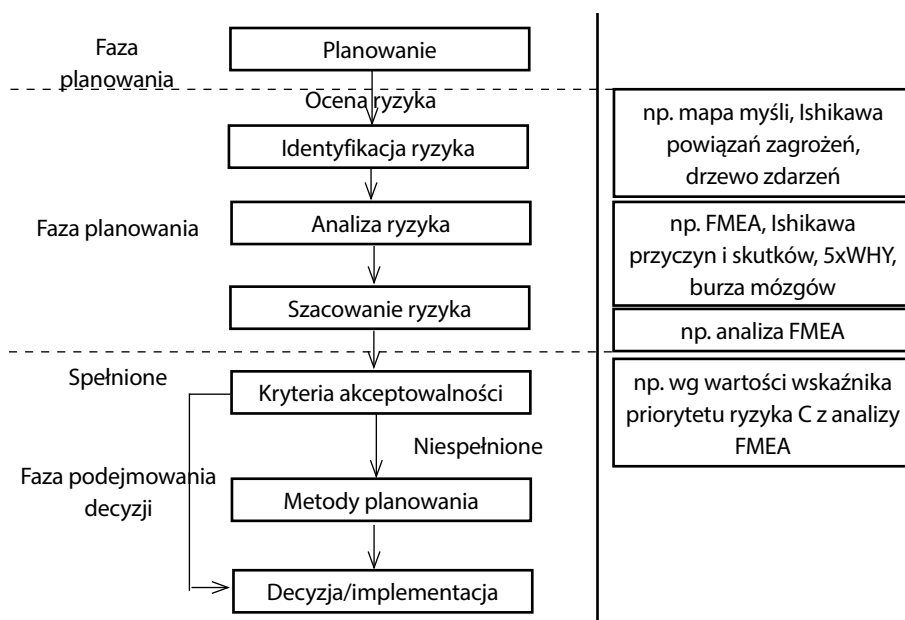 Faza
planowania
Planowanie
Ocena ryzyka
Identyfikacja ryzyka
np. mapa myśli, Ishikawa
powiązań zagrożeń,
drzewo zdarzeń
Faza planowania
Analiza ryzyka
np. FMEA, Ishikawa
przyczyn i skutków, 5xWHY,
burza mózgów
Szacowanie ryzyka
np. analiza FMEA
Spełnione
Kryteria akceptowalności
np. wg wartości wskaźnika
priorytetu ryzyka C z analizy
FMEA
Niespełnione
Faza podejmowania
decyzji
Metody planowania
Decyzja/implementacja